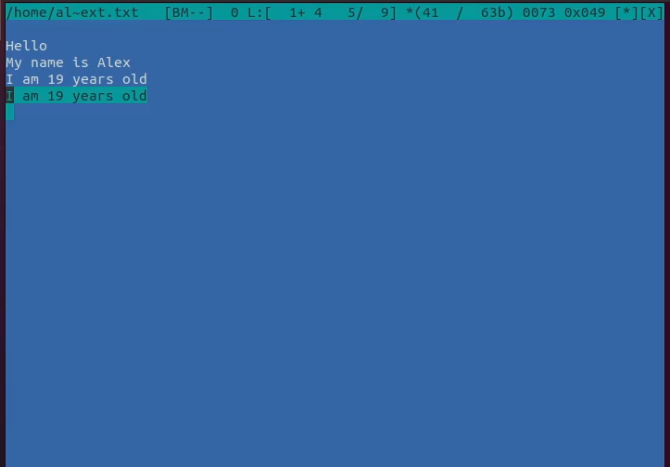 /home/al~ext.txt   [BM--]  0 L:[  1+ 4   5/  9] *(41  /  63b) 0073 0x049 [*][X]
Hello
My name is Alex
I am 19 years old
I am 19 years old